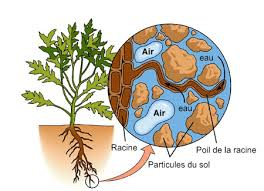 Air
eau
Air
eau
Racine
Poil de la racine
Particules du sol